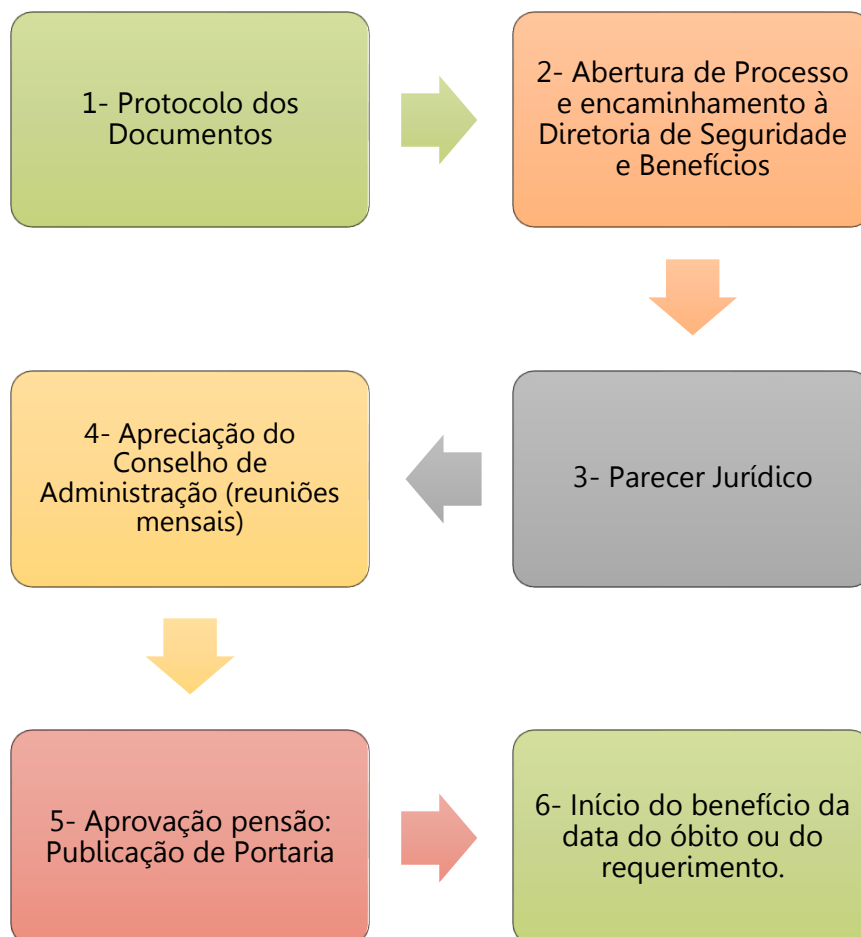 1- Protocolo dos
Documentos
2- Abertura de Processo
e encaminhamento à
Diretoria de Seguridade
e Benefícios
3- Parecer Jurídico
4- Apreciação do
Conselho de
Administração (reuniões
mensais)
5- Aprovação pensão:
Publicação de Portaria
6- Início do benefício da
data do óbito ou do
requerimento.